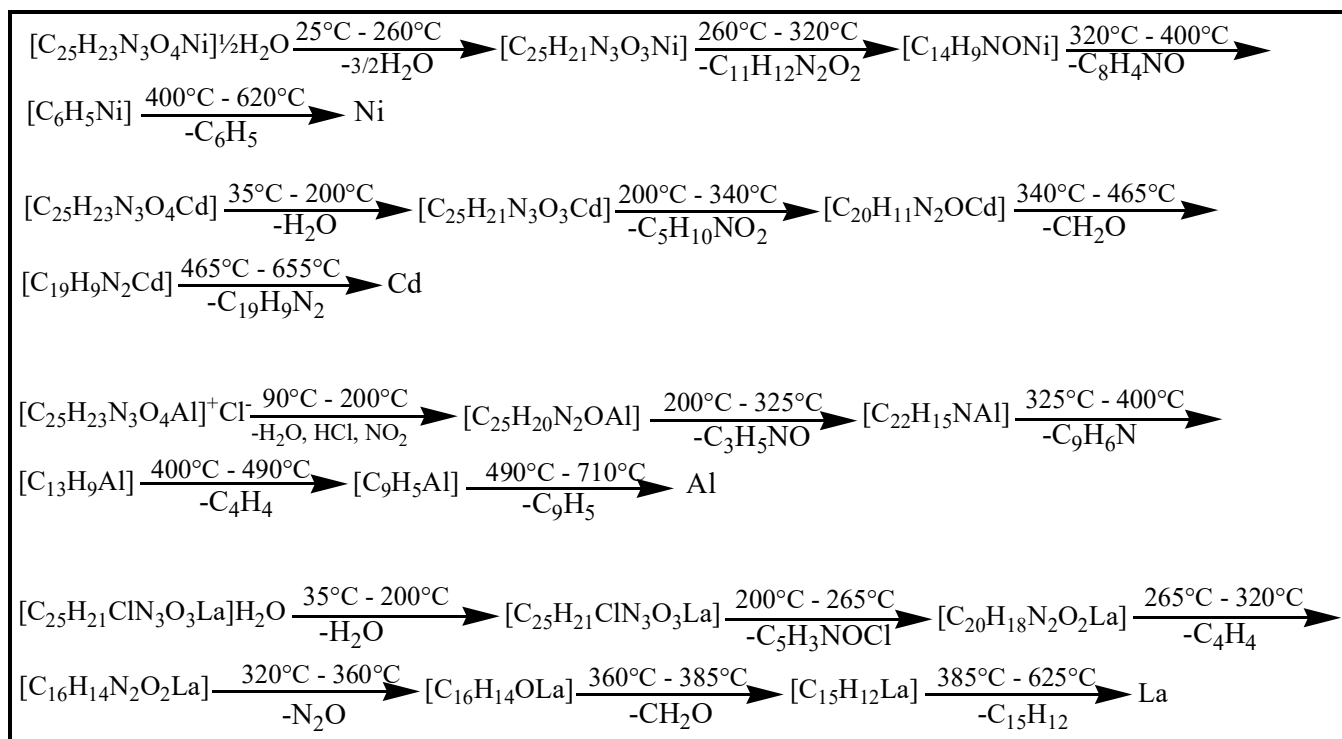 [C₂₅H₂₃N₃O₄Ni]½H₂O 25°C - 260°C -3/2H₂O [C₂₅H₂₁N₃O₃Ni] 260°C - 320°C -C₁₁H₁₂N₂O₂ [C₁₄H₉NONi] 320°C - 400°C -C₈H₄NO
[C₆H₅Ni] 400°C - 620°C -C₆H₅ Ni
[C₂₅H₂₃N₃O₄Cd] 35°C - 200°C -H₂O [C₂₅H₂₁N₃O₃Cd] 200°C - 340°C -C₅H₁₀NO₂ [C₂₀H₁₁N₂OCd] 340°C - 465°C -CH₂O
[C₁₉H₉N₂Cd] 465°C - 655°C -C₁₉H₉N₂ Cd
[C₂₅H₂₃N₃O₄Al]⁺Cl⁻ 90°C - 200°C -H₂O, HCl, NO₂ [C₂₅H₂₀N₂OAl] 200°C - 325°C -C₃H₅NO [C₂₂H₁₅NAl] 325°C - 400°C -C₉H₆N
[C₁₃H₉Al] 400°C - 490°C -C₄H₄ [C₉H₅Al] 490°C - 710°C -C₉H₅ Al
[C₂₅H₂₁ClN₃O₃La]H₂O 35°C - 200°C -H₂O [C₂₅H₂₁ClN₃O₃La] 200°C - 265°C -C₅H₃NOCl [C₂₀H₁₈N₂O₂La] 265°C - 320°C -C₄H₄
[C₁₆H₁₄N₂O₂La] 320°C - 360°C -N₂O [C₁₆H₁₄OLa] 360°C - 385°C -CH₂O [C₁₅H₁₂La] 385°C - 625°C -C₁₅H₁₂ La